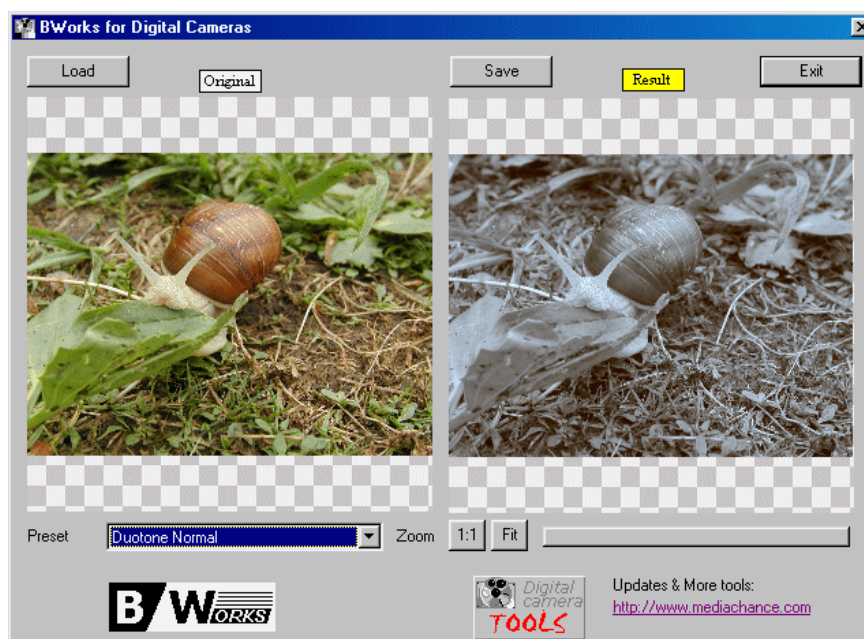 BWorks for Digital Cameras
Load
Original
Save
Result
Exit
Preset
Duotone Normal
Zoom
1:1
Fit
B/WORKS
Digital
camera
TOOLS
Updates & More tools:
http://www.mediachance.com